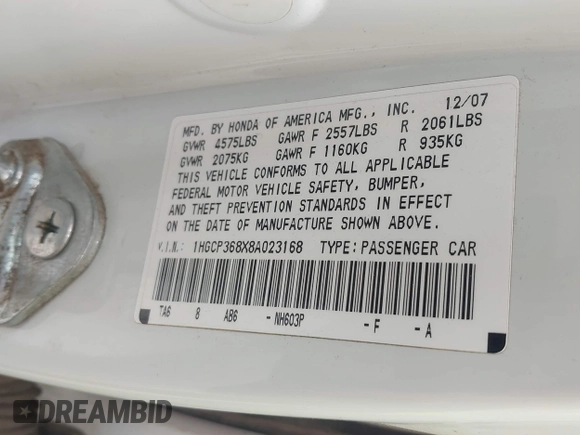 MFD. BY HONDA OF AMERICA MFG., INC. 12/07
GVWR 4575LBS GAWR F 2557LBS R 2061LBS
GVWR 2075KG GAWR F 1160KG R 935KG
THIS VEHICLE CONFORMS TO ALL APPLICABLE
FEDERAL MOTOR VEHICLE SAFETY, BUMPER,
AND THEFT PREVENTION STANDARDS IN EFFECT
ON THE DATE OF MANUFACTURE SHOWN ABOVE.
V.I.N: 1HGCP368X8A023168 TYPE:PASSENGER CAR
TA6 8 AB6 -NH603P -F -A
DREAMBID